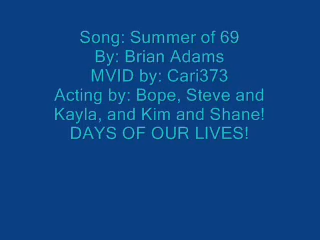 Song: Summer of 69
By: Brian Adams
MVID by: Cari373
Acting by: Bope, Steve and
Kayla, and Kim and Shane!
DAYS OF OUR LIVES!